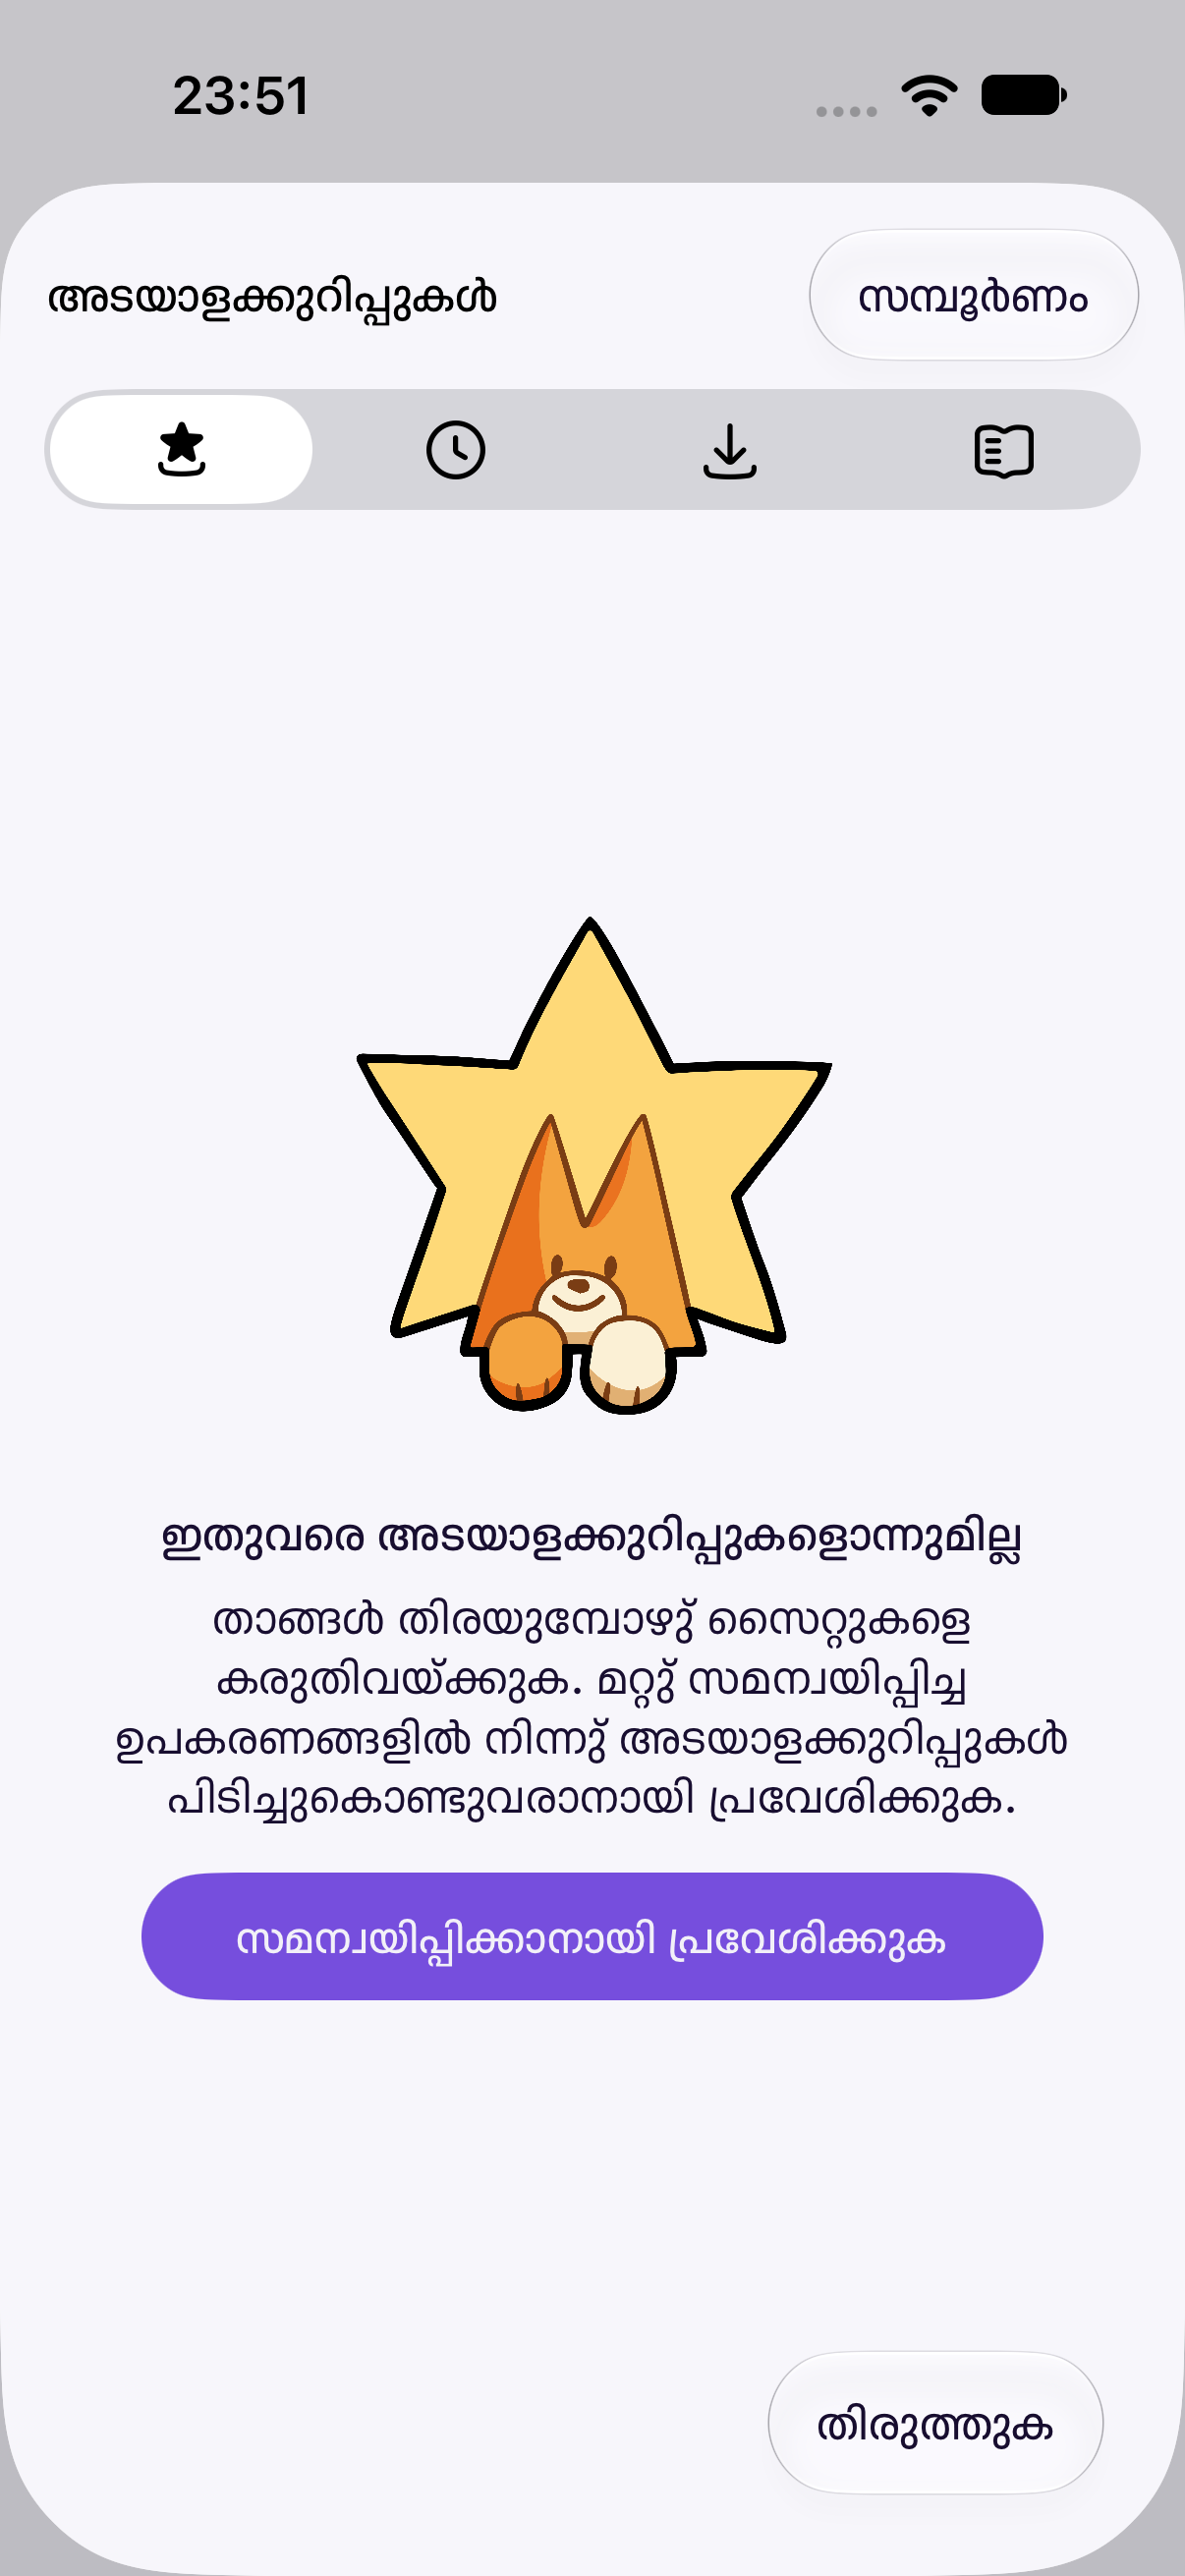 23:51
അടയാളക്കുറിപ്പുകൾ
സമ്പൂർണം
ഇതുവരെ അടയാളക്കുറിപ്പുകളൊന്നുമില്ല
താങ്ങൾ തിരയുമ്പോഴു് സൈറ്റുകളെ
കരുതിവയ്ക്കുക. മറ്റു് സമന്വയിപ്പിച്ച
ഉപകരണങ്ങളിൽ നിന്നു് അടയാളക്കുറിപ്പുകൾ
പിടിച്ചുകൊണ്ടുവരാനായി പ്രവേശിക്കുക.
സമന്വയിപ്പിക്കാനായി പ്രവേശിക്കുക
തിരുത്തുക